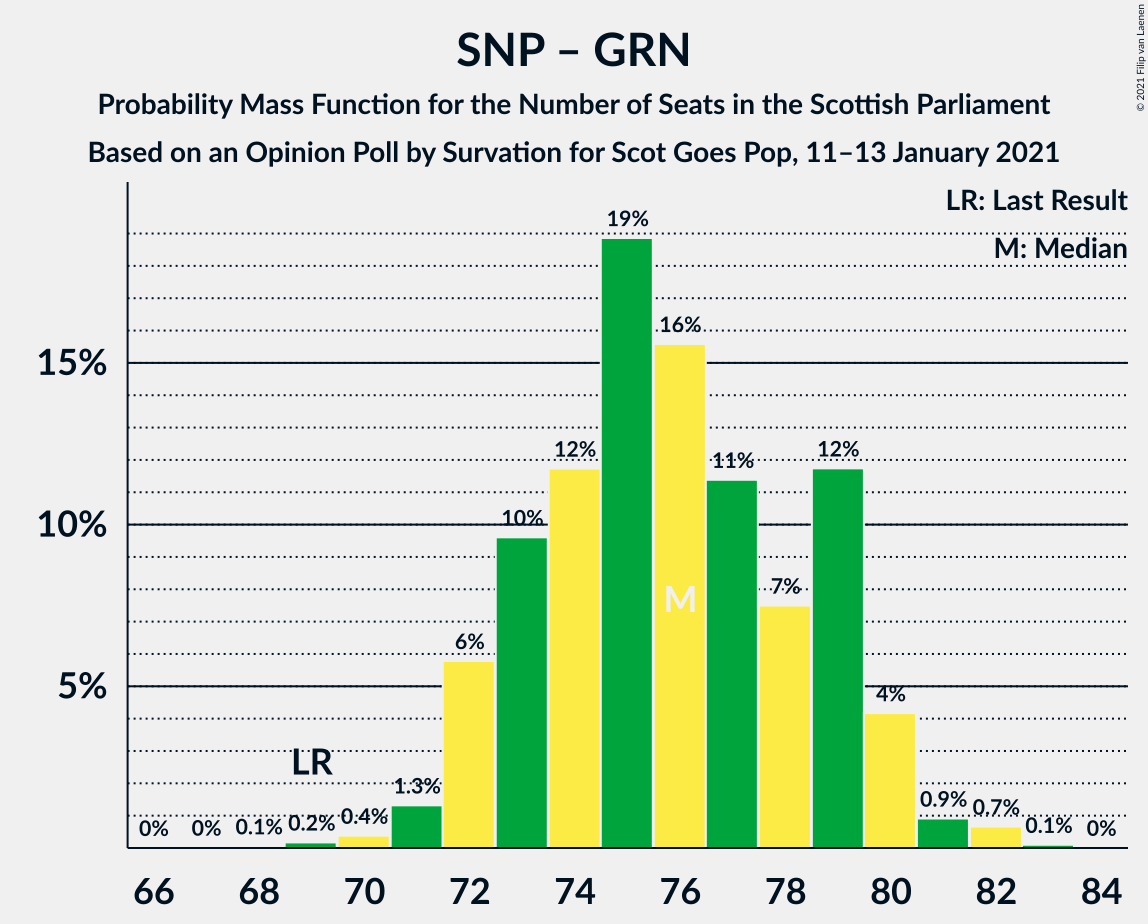 SNP – GRN
Probability Mass Function for the Number of Seats in the Scottish Parliament
Based on an Opinion Poll by Survation for Scot Goes Pop, 11–13 January 2021
© 2021 Filip van Laenen
LR: Last Result
M: Median
19%
16%
15%
12%
11%
12%
10%
10%
7%
M
6%
5%
4%
LR
1.3%
0.9%
0.7%
0.4%
0.2%
0.1%
0.1%
0%
0%
0%
66 68 70 72 74 76 78 80 82 84